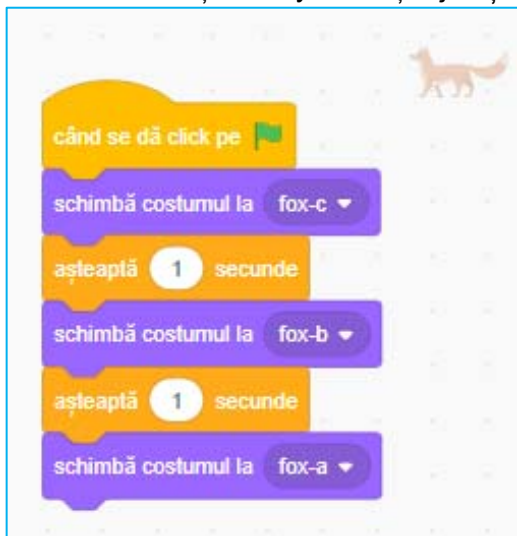 când se dă click pe
schimbă costumul la fox-c
așteaptă 1 secunde
schimbă costumul la fox-b
așteaptă 1 secunde
schimbă costumul la fox-a